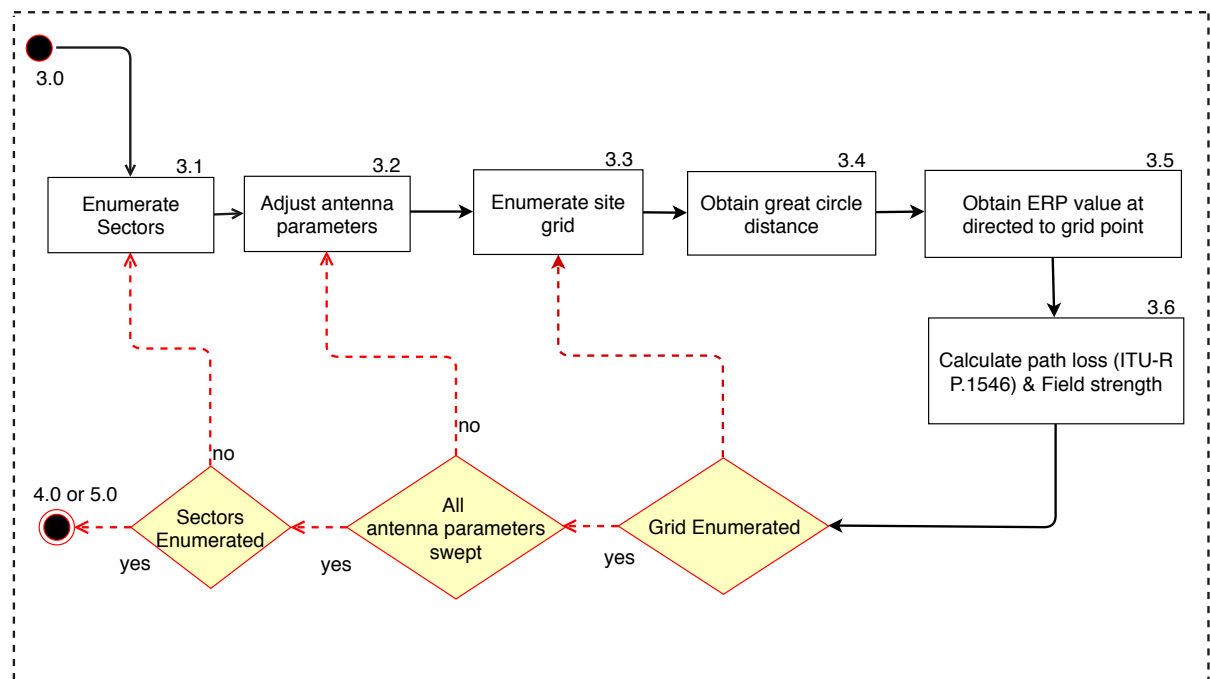 3.0
3.1
Enumerate
Sectors
3.2
Adjust antenna
parameters
3.3
Enumerate site
grid
3.4
Obtain great circle
distance
3.5
Obtain ERP value at
directed to grid point
3.6
Calculate path loss (ITU-R
P.1546) & Field strength
no
no
4.0 or 5.0
Sectors
Enumerated
yes
All
antenna parameters
swept
yes
Grid Enumerated
yes